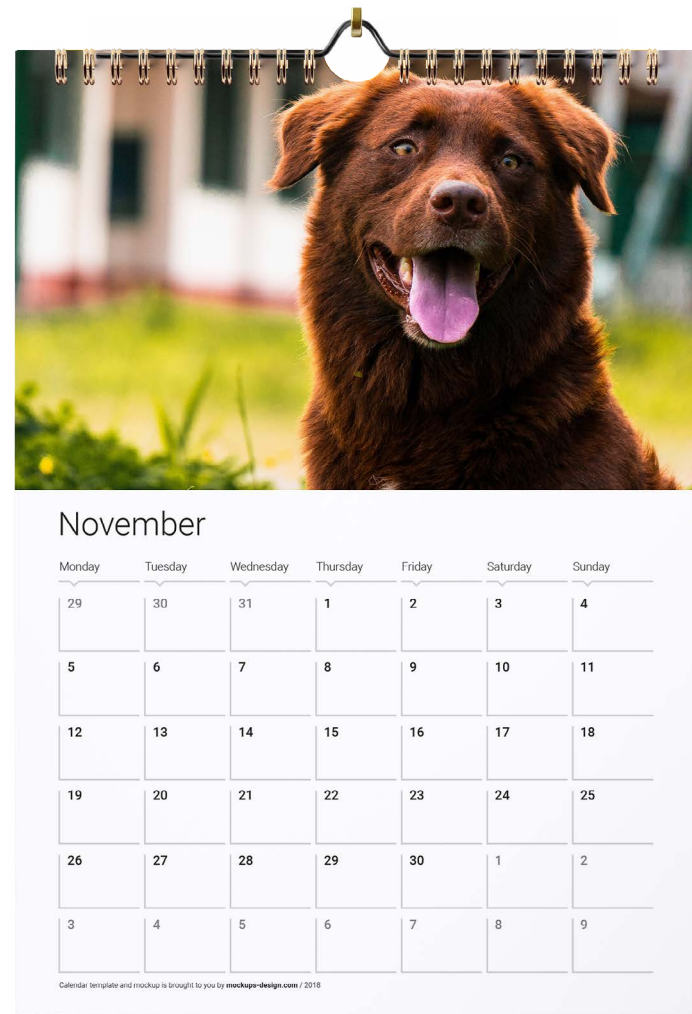 November
Monday Tuesday Wednesday Thursday Friday Saturday Sunday
29 30 31 1 2 3 4
5 6 7 8 9 10 11
12 13 14 15 16 17 18
19 20 21 22 23 24 25
26 27 28 29 30 1 2
3 4 5 6 7 8 9
Calendar template and mockup is brought to you by mockups-design.com / 2018